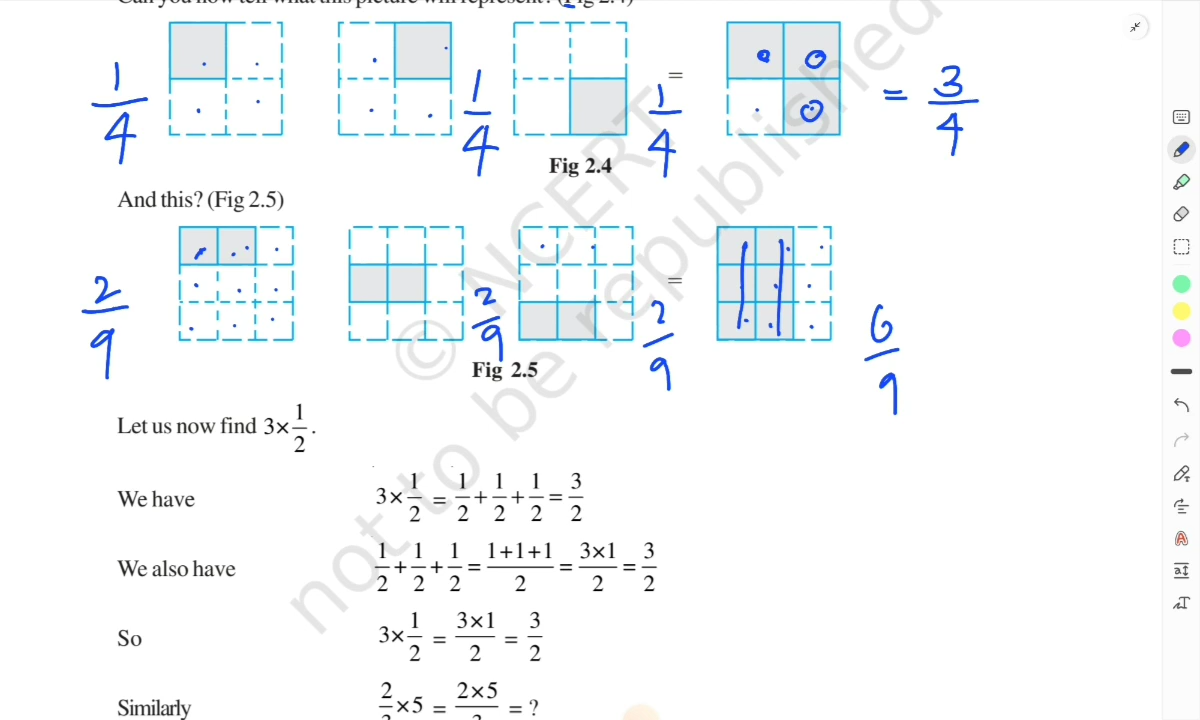 Can you now tell what this picture will represent? (Fig 2.4)
1/4 1/4 1/4 = = 3/4
Fig 2.4
And this? (Fig 2.5)
2/9 2/9 2/9 = 6/9
Fig 2.5
Let us now find 3×1/2.
We have 3×1/2 = 1/2+1/2+1/2=3/2
We also have 1/2+1/2+1/2=1+1+1/2=3×1/2=3/2
So 3×1/2 = 3×1/2 = 3/2
Similarly 2/3×5 = 2×5/3 = ?
© NCERT
not to be republished